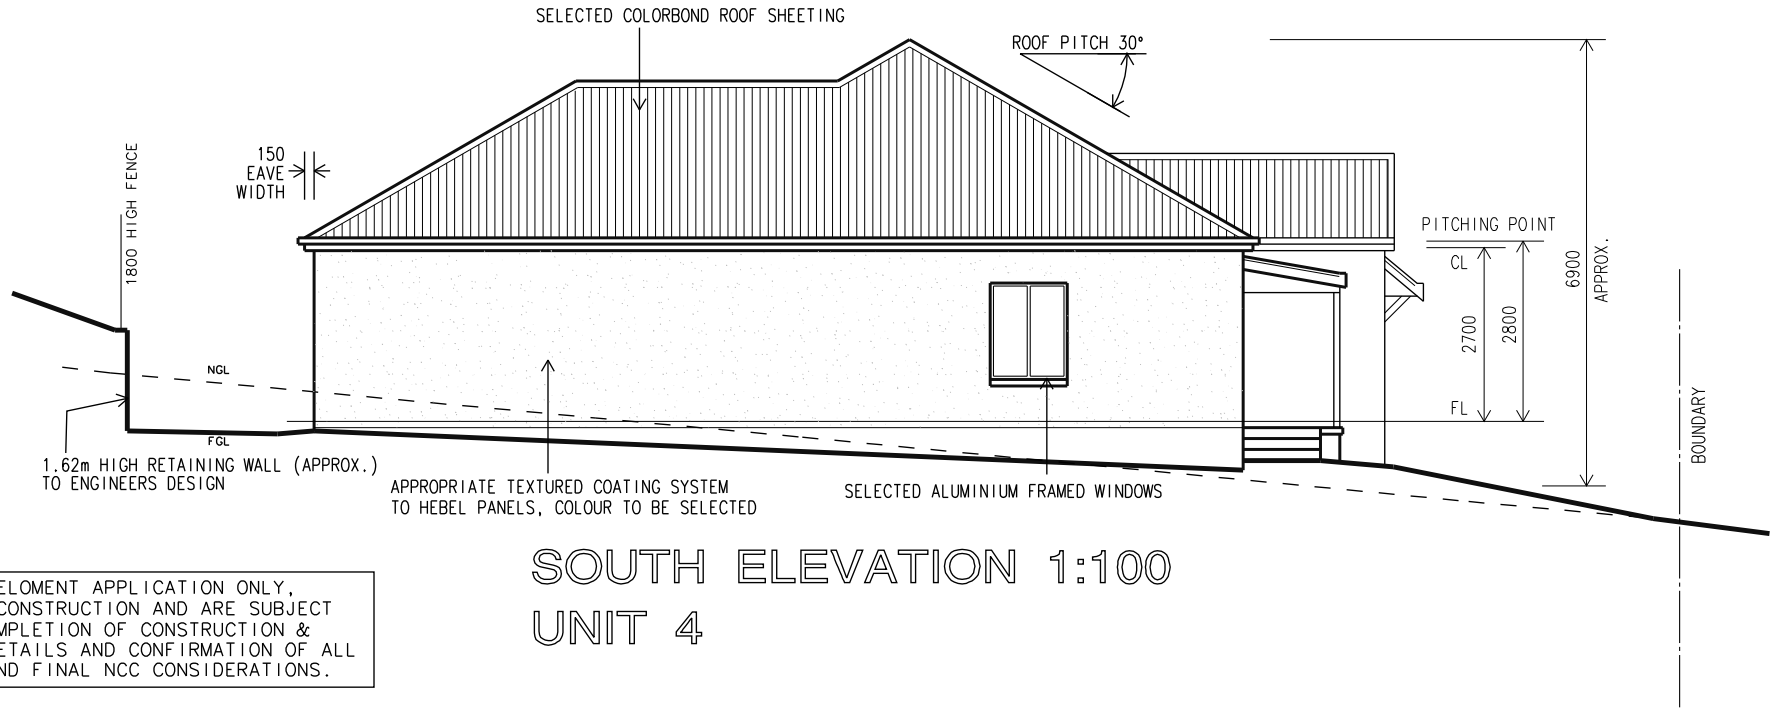 SELECTED COLORBOND ROOF SHEETING
ROOF PITCH 30°
1800 HIGH FENCE
150
EAVE
WIDTH
PITCHING POINT
CL
6900
APPROX.
2700
2800
FL
BOUNDARY
NGL
FGL
1.62m HIGH RETAINING WALL (APPROX.)
TO ENGINEERS DESIGN
APPROPRIATE TEXTURED COATING SYSTEM
TO HEBEL PANELS, COLOUR TO BE SELECTED
SELECTED ALUMINIUM FRAMED WINDOWS
SOUTH ELEVATION 1:100
UNIT 4
ELOMENT APPLICATION ONLY,
CONSTRUCTION AND ARE SUBJECT
MPLETION OF CONSTRUCTION &
ETAILS AND CONFIRMATION OF ALL
ND FINAL NCC CONSIDERATIONS.